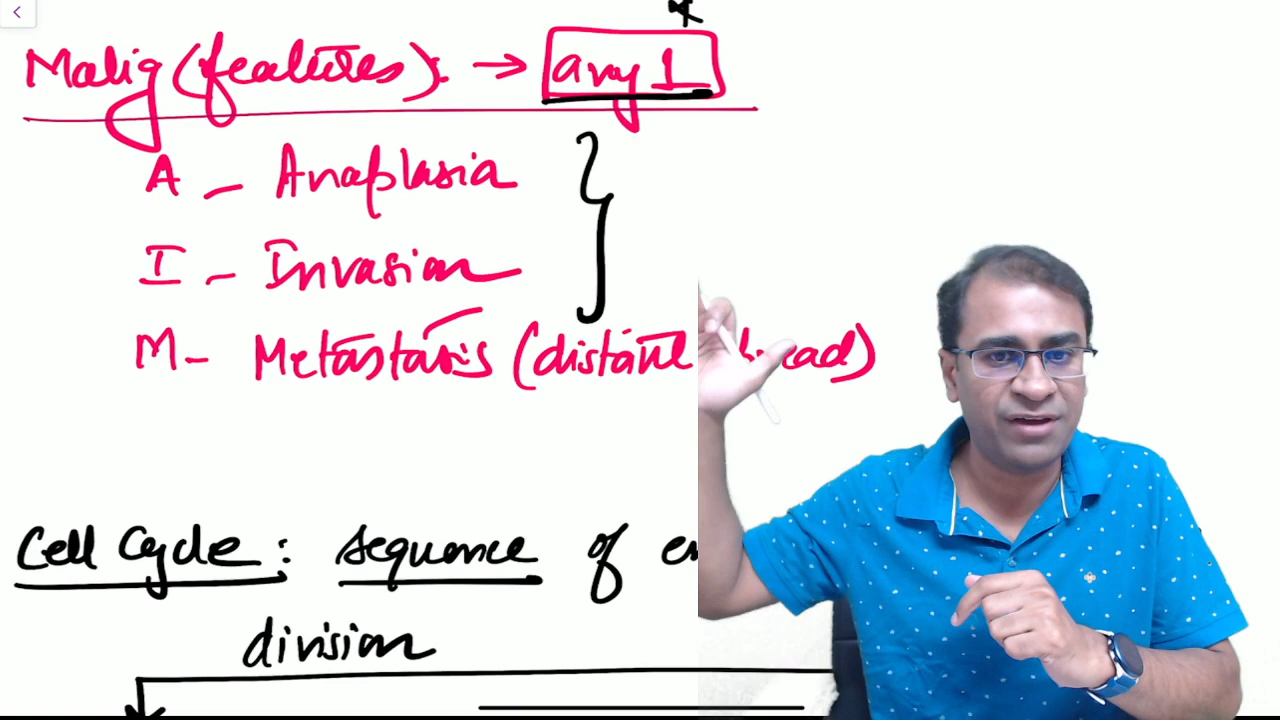 Malig (features): → any 1
A - Anaplasia
I - Invasion
M - Metastasis (distant
Cell Cycle: sequence of
division